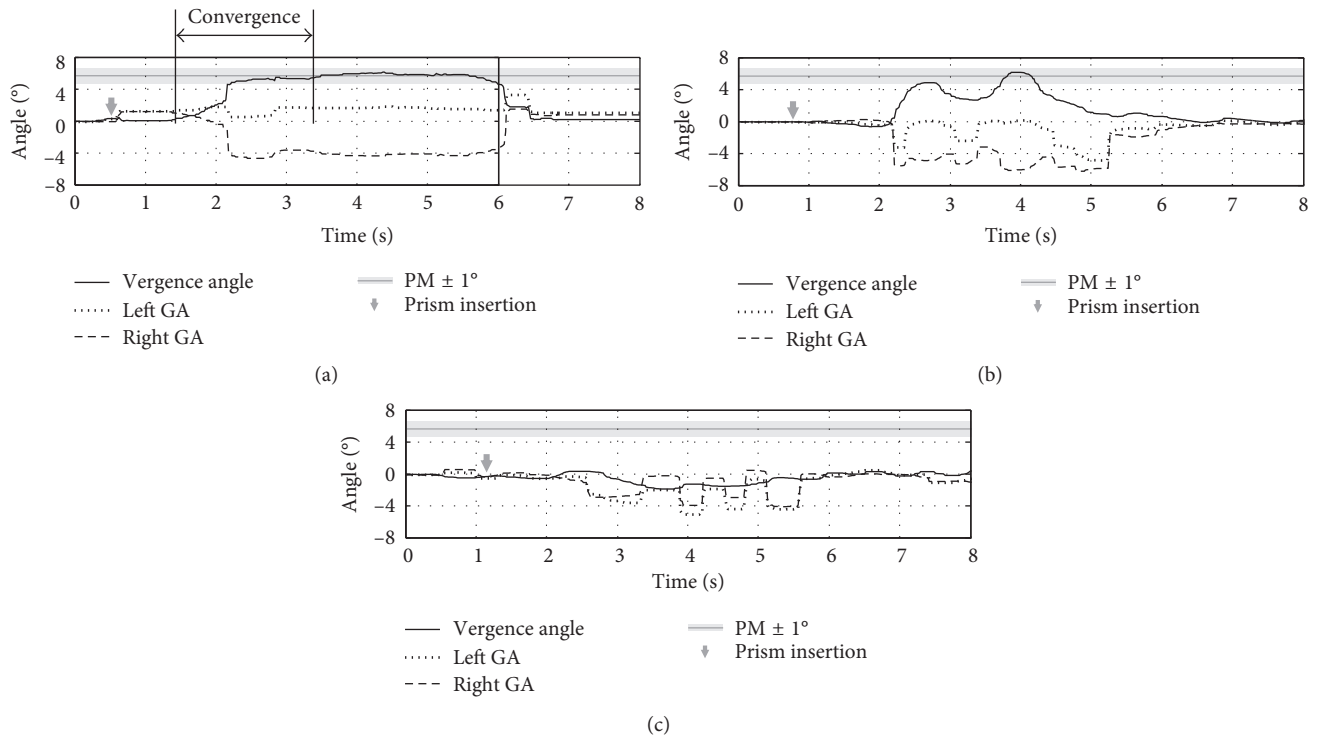 Convergence
8
4
0
−4
−8
Angle (°)
0 1 2 3 4 5 6 7 8
Time (s)
Vergence angle
Left GA
Right GA
PM ± 1°
Prism insertion
(a)
8
4
0
−4
−8
Angle (°)
0 1 2 3 4 5 6 7 8
Time (s)
Vergence angle
Left GA
Right GA
PM ± 1°
Prism insertion
(b)
8
4
0
−4
−8
Angle (°)
0 1 2 3 4 5 6 7 8
Time (s)
Vergence angle
Left GA
Right GA
PM ± 1°
Prism insertion
(c)